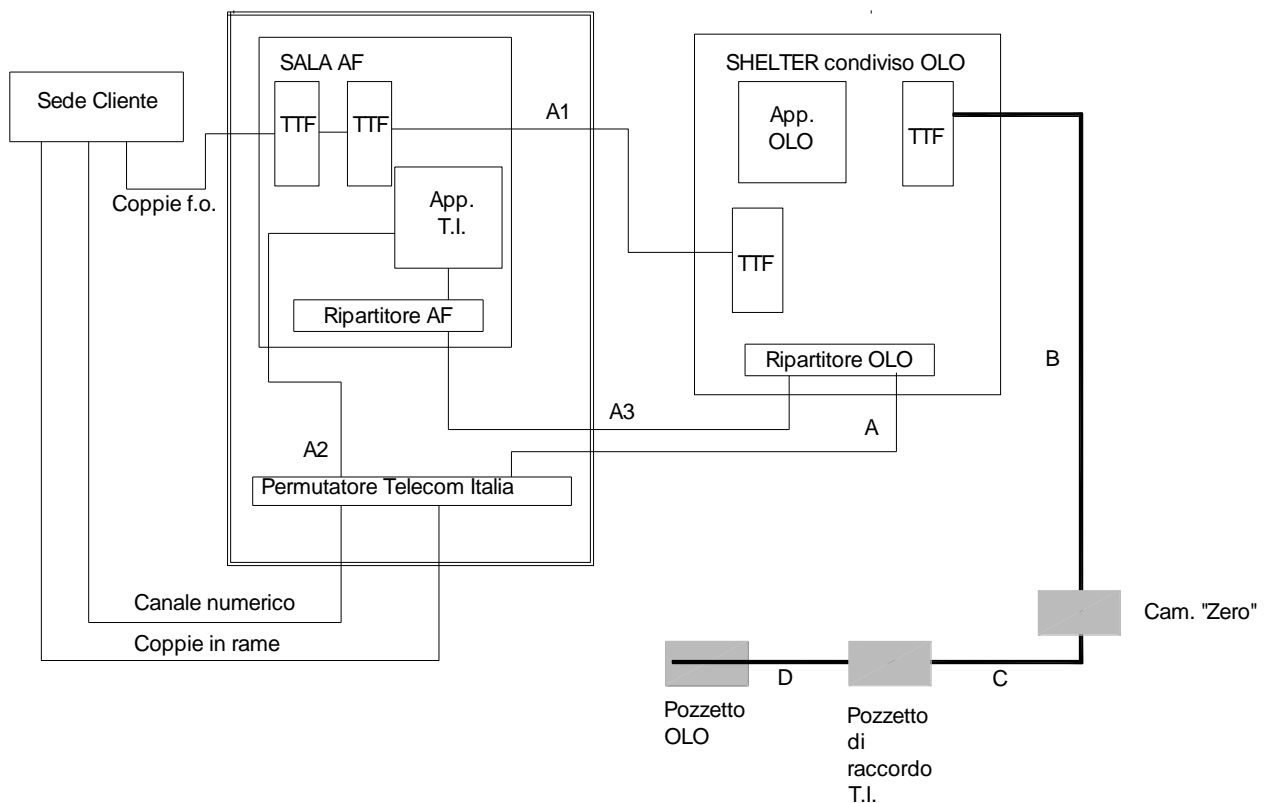 SALA AF
SHELTER condiviso OLO
Sede Cliente
TTF
TTF
A1
App.
OLO
TTF
Coppie f.o.
App.
T.I.
TTF
Ripartitore AF
Ripartitore OLO
B
A3
A
A2
Permutatore Telecom Italia
Canale numerico
Coppie in rame
Cam. "Zero"
D
C
Pozzetto
OLO
Pozzetto
di
raccordo
T.I.